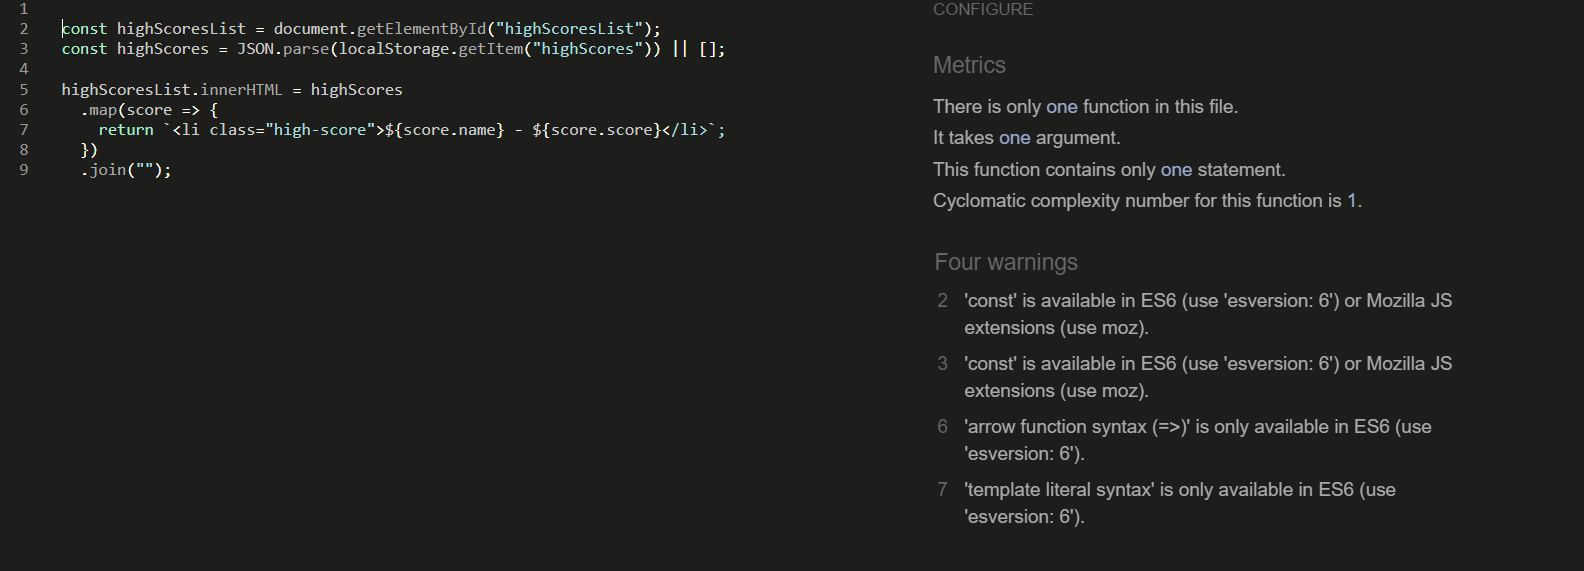 1
2 const highScoresList = document.getElementById("highScoresList");
3 const highScores = JSON.parse(localStorage.getItem("highScores")) || [];
4
5 highScoresList.innerHTML = highScores
6 .map(score => {
7 return `<li class="high-score">${score.name} - ${score.score}</li>`;
8 })
9 .join("");
CONFIGURE
Metrics
There is only one function in this file.
It takes one argument.
This function contains only one statement.
Cyclomatic complexity number for this function is 1.
Four warnings
2 'const' is available in ES6 (use 'esversion: 6') or Mozilla JS
extensions (use moz).
3 'const' is available in ES6 (use 'esversion: 6') or Mozilla JS
extensions (use moz).
6 'arrow function syntax (=>)' is only available in ES6 (use
'esversion: 6').
7 'template literal syntax' is only available in ES6 (use
'esversion: 6').